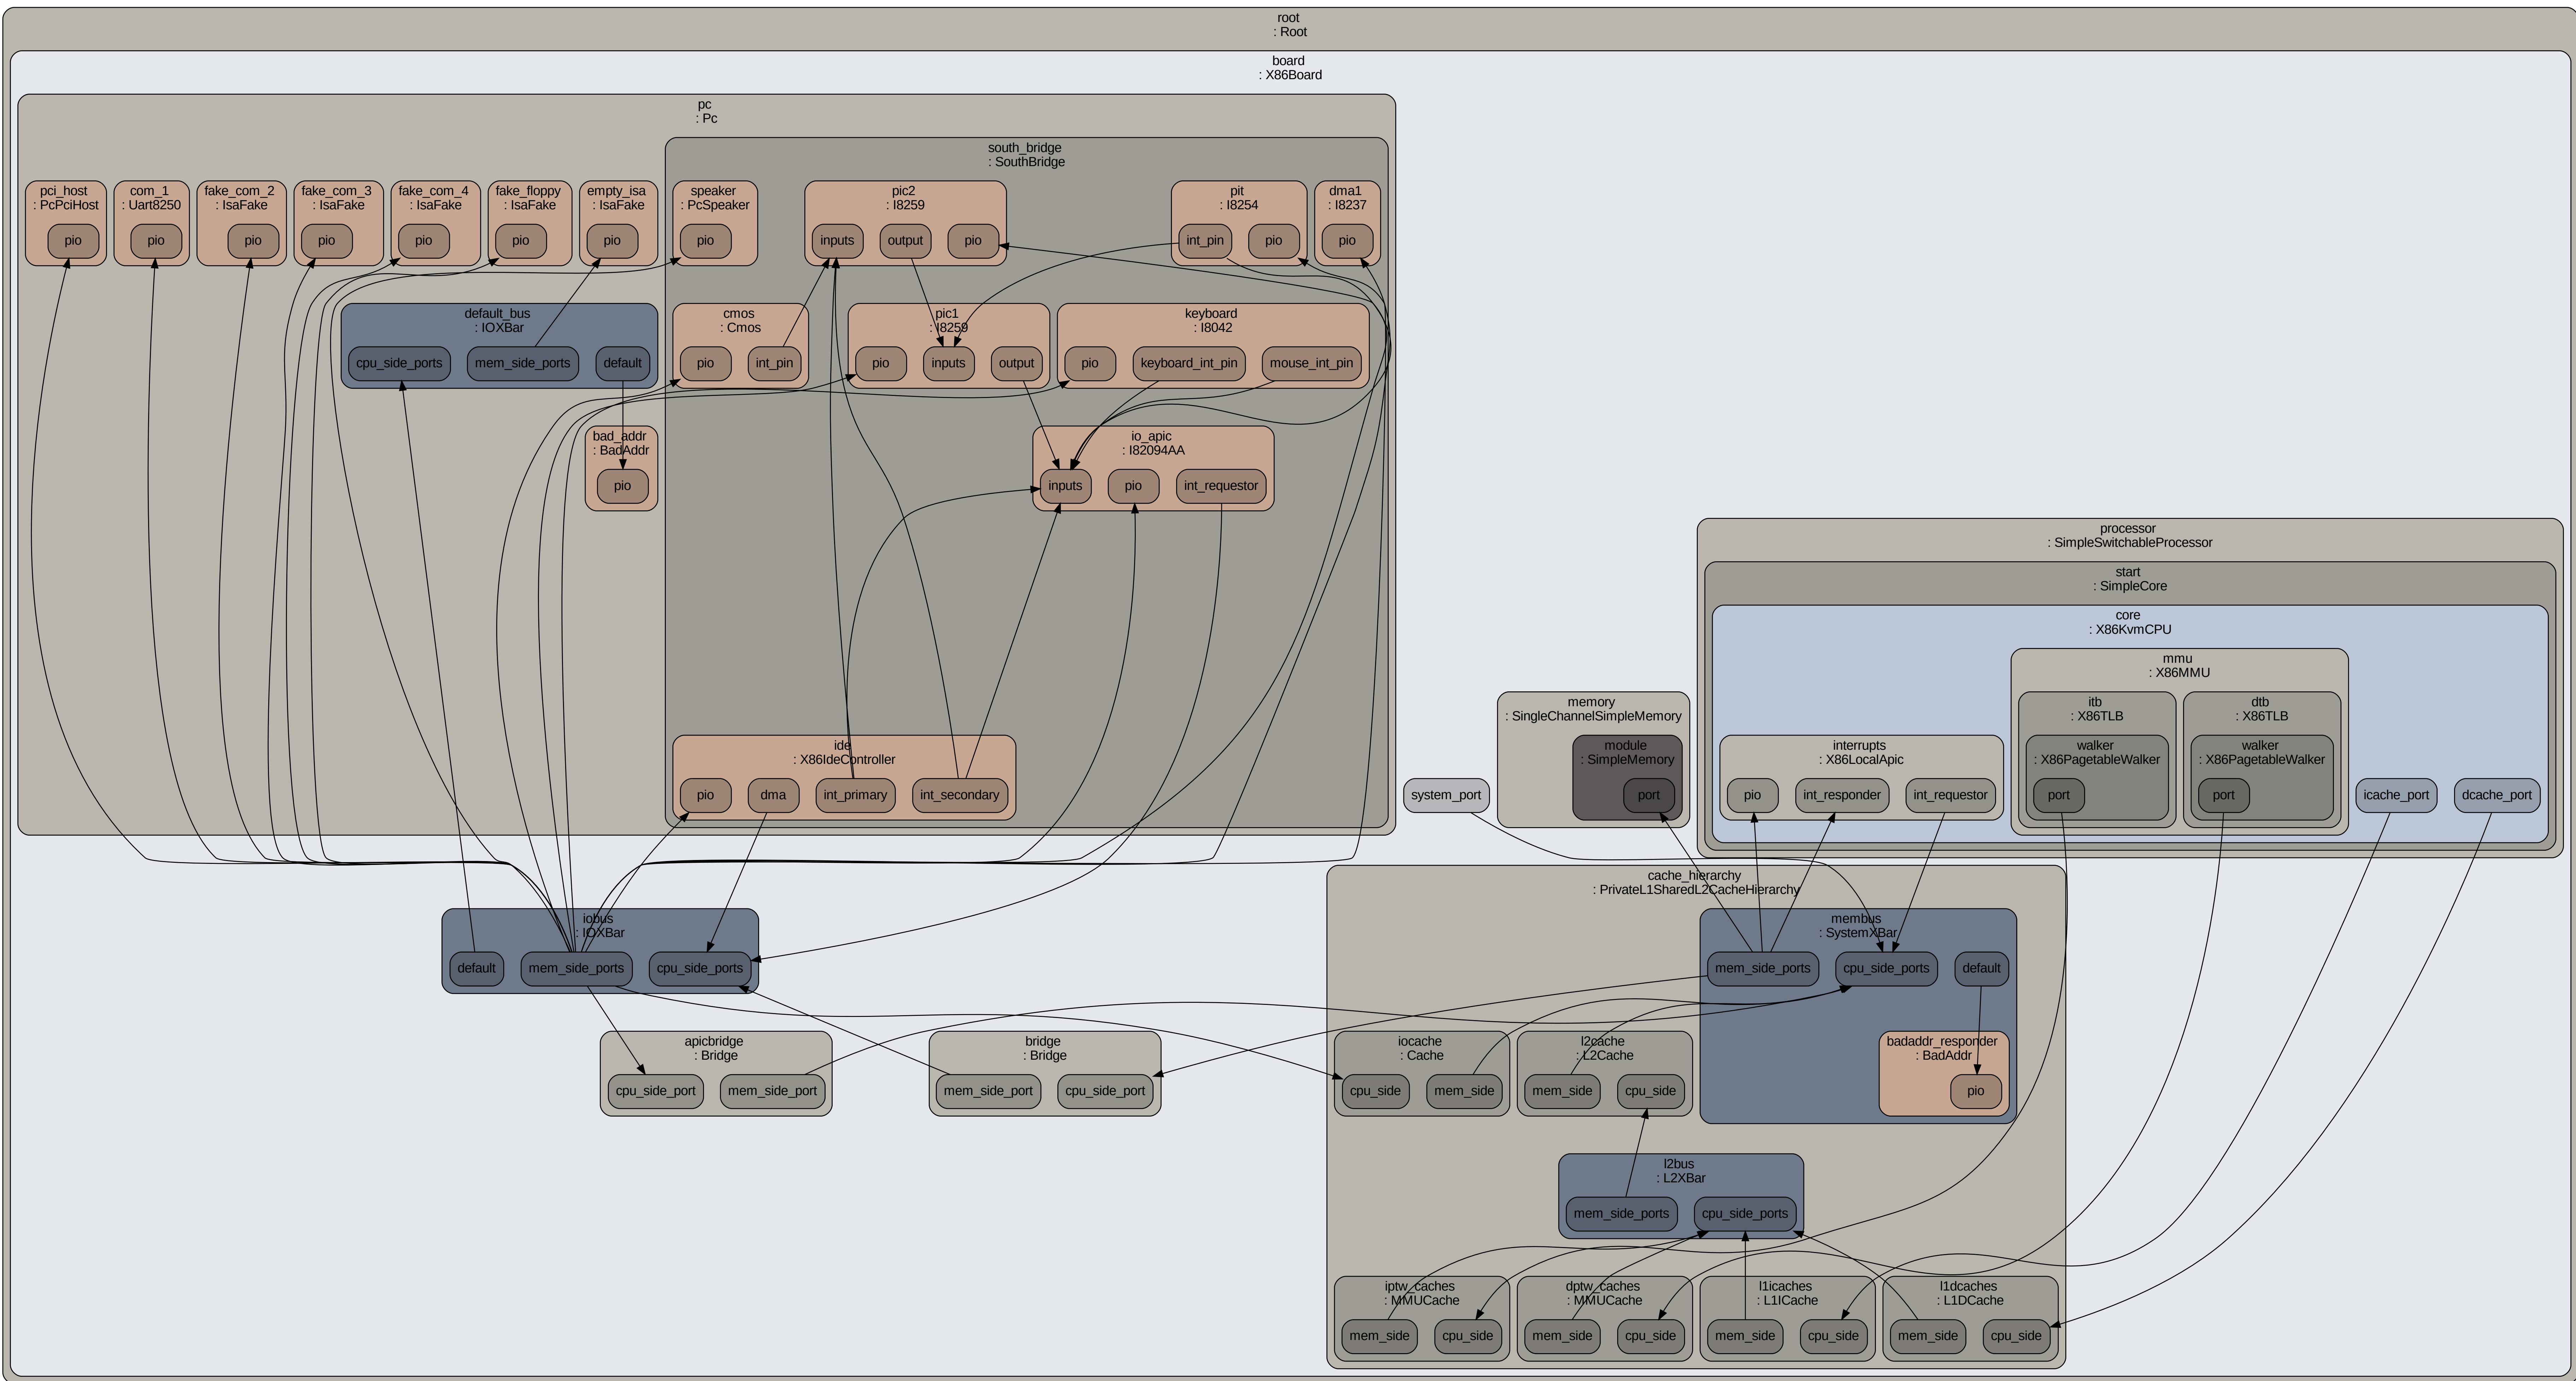 root
: Root
board
: X86Board
pc
: Pc
south_bridge
: SouthBridge
pci_host
: PcPciHost
pio
com_1
: Uart8250
pio
fake_com_2
: IsaFake
pio
fake_com_3
: IsaFake
pio
fake_com_4
: IsaFake
pio
fake_floppy
: IsaFake
pio
empty_isa
: IsaFake
pio
speaker
: PcSpeaker
pio
pic2
: I8259
inputs
output
pio
pit
: I8254
int_pin
pio
dma1
: I8237
pio
default_bus
: IOXBar
cpu_side_ports
mem_side_ports
default
cmos
: Cmos
pio
int_pin
pic1
: I8259
pio
inputs
output
keyboard
: I8042
pio
keyboard_int_pin
mouse_int_pin
bad_addr
: BadAddr
pio
io_apic
: I82094AA
inputs
pio
int_requestor
ide
: X86IdeController
pio
dma
int_primary
int_secondary
system_port
memory
: SingleChannelSimpleMemory
module
: SimpleMemory
port
processor
: SimpleSwitchableProcessor
start
: SimpleCore
core
: X86KvmCPU
mmu
: X86MMU
itb
: X86TLB
walker
: X86PagetableWalker
port
dtb
: X86TLB
walker
: X86PagetableWalker
port
interrupts
: X86LocalApic
pio
int_responder
int_requestor
icache_port
dcache_port
iobus
: IOXBar
default
mem_side_ports
cpu_side_ports
apicbridge
: Bridge
cpu_side_port
mem_side_port
bridge
: Bridge
mem_side_port
cpu_side_port
cache_hierarchy
: PrivateL1SharedL2CacheHierarchy
membus
: SystemXBar
mem_side_ports
cpu_side_ports
default
badaddr_responder
: BadAddr
pio
iocache
: Cache
cpu_side
mem_side
l2cache
: L2Cache
mem_side
cpu_side
l2bus
: L2XBar
mem_side_ports
cpu_side_ports
iptw_caches
: MMUCache
mem_side
cpu_side
dptw_caches
: MMUCache
mem_side
cpu_side
l1icaches
: L1ICache
mem_side
cpu_side
l1dcaches
: L1DCache
mem_side
cpu_side